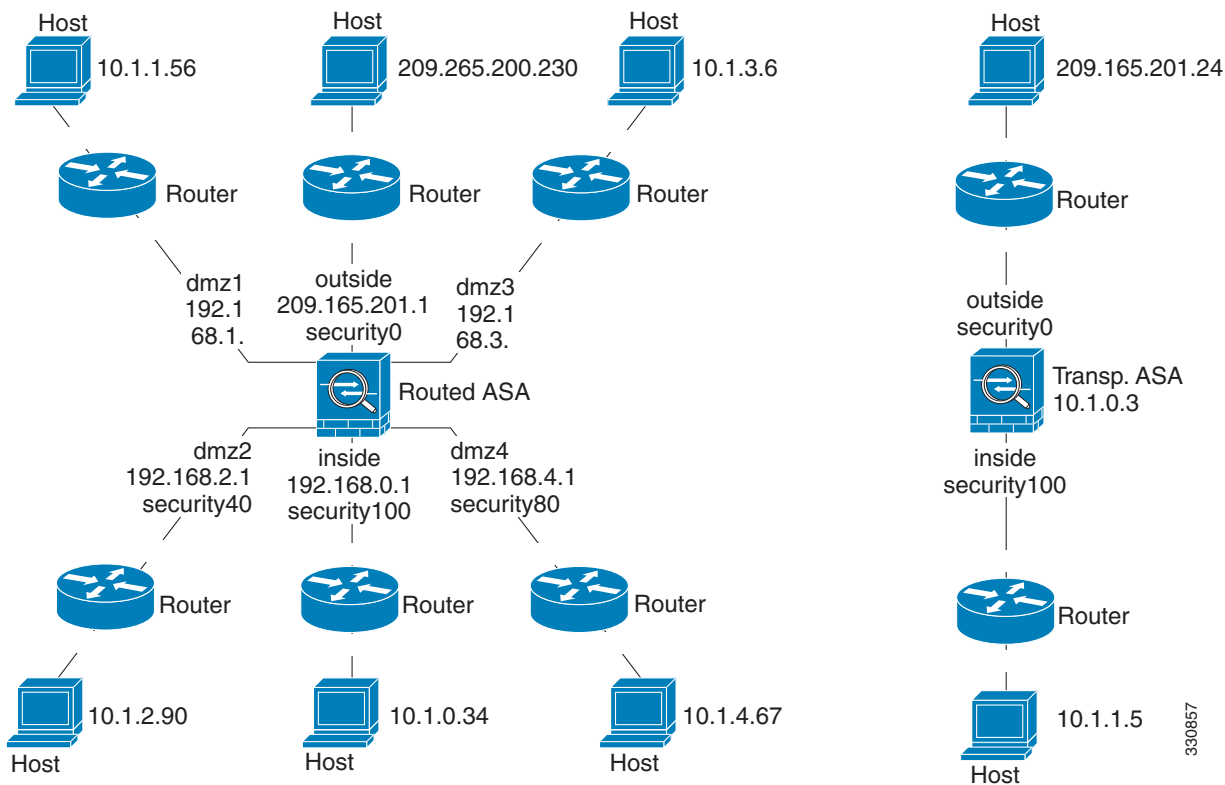 Host
10.1.1.56
Host
209.265.200.230
Host
10.1.3.6
Host
209.165.201.24
Router
Router
Router
Router
dmz1
192.1
68.1.
outside
209.165.201.1
security0
dmz3
192.1
68.3.
outside
security0
Routed ASA
Transp. ASA
10.1.0.3
dmz2
192.168.2.1
security40
inside
192.168.0.1
security100
dmz4
192.168.4.1
security80
inside
security100
Router
Router
Router
Router
10.1.2.90
Host
10.1.0.34
Host
10.1.4.67
Host
10.1.1.5
Host
330857